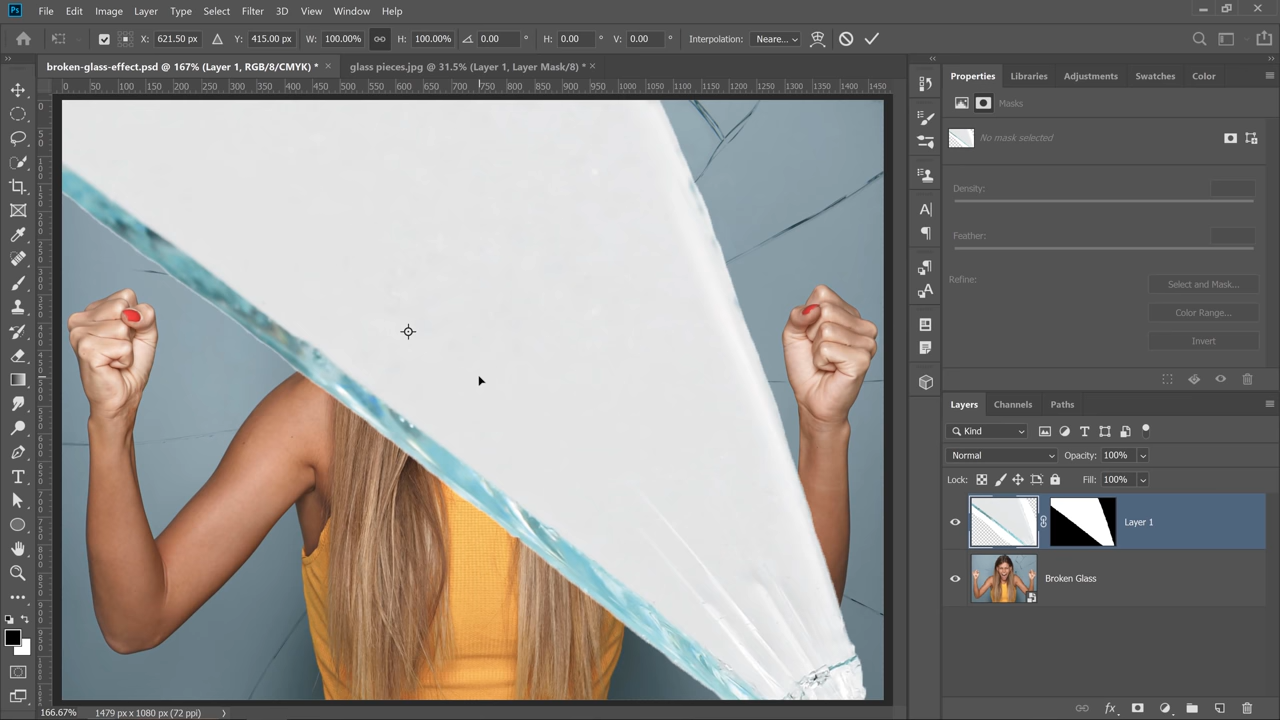 Ps File Edit Image Layer Type Select Filter 3D View Window Help
X: 621.50 px Y: 415.00 px W: 100.00% H: 100.00% 0.00 ° H: 0.00 ° V: 0.00 ° Interpolation: Neare...
broken-glass-effect.psd @ 167% (Layer 1, RGB/8/CMYK) * × glass pieces.jpg @ 31.5% (Layer 1, Layer Mask/8) * ×
Properties Libraries Adjustments Swatches Color
0 50 100 150 200 250 300 350 400 450 500 550 600 650 700 750 800 850 900 950 1000 1050 1100 1150 1200 1250 1300 1350 1400 1450
Masks
No mask selected
Density:
Feather:
Refine:
Select and Mask...
Color Range...
Invert
Layers Channels Paths
Kind
Normal Opacity: 100%
Lock: Fill: 100%
Layer 1
Broken Glass
166.67% 1479 px x 1080 px (72 ppi)